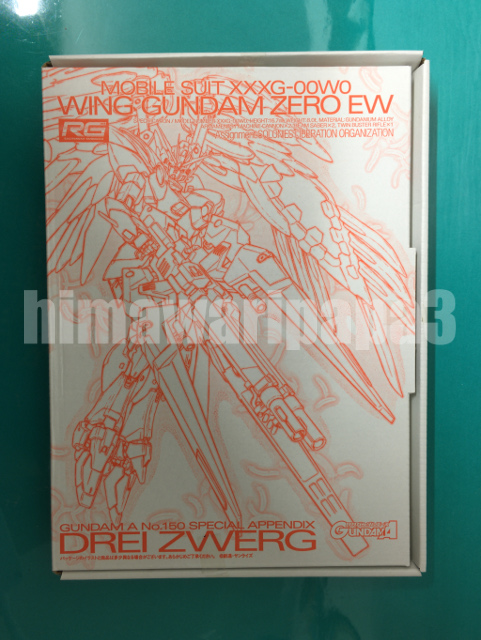 MOBILE SUIT XXXG-00W0
WING GUNDAM ZERO EW
RG
COLONIES LIBERATION ORGANIZATION
himawaripapa3
GUNDAM A No.150 SPECIAL APPENDIX
DREI ZWERG
GUNDAM A